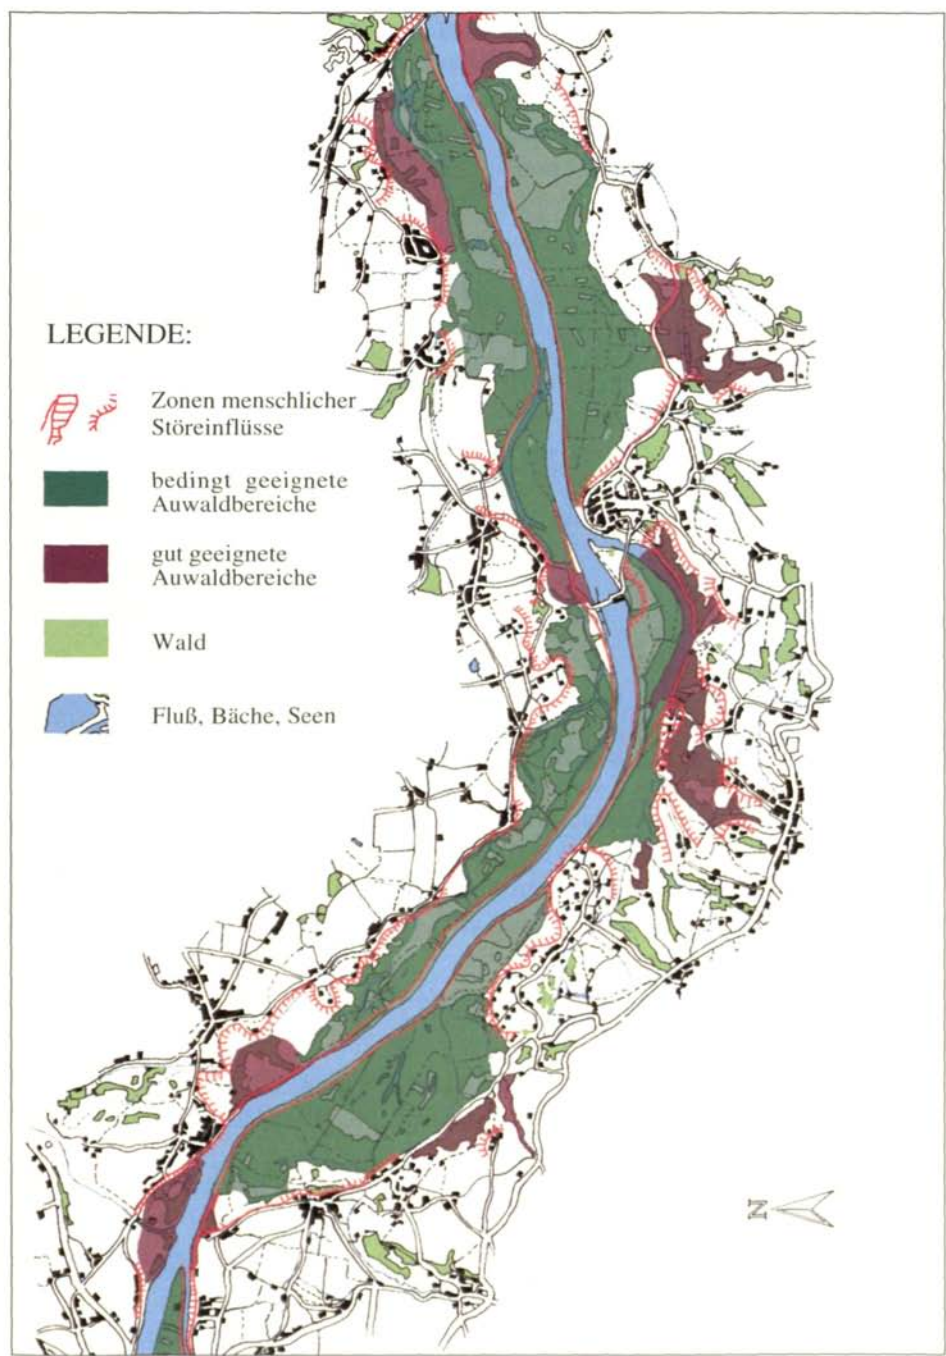 LEGENDE:
Zonen menschlicher
Störeinflüsse
bedingt geeignete
Auwaldbereiche
gut geeignete
Auwaldbereiche
Wald
Fluß, Bäche, Seen
N